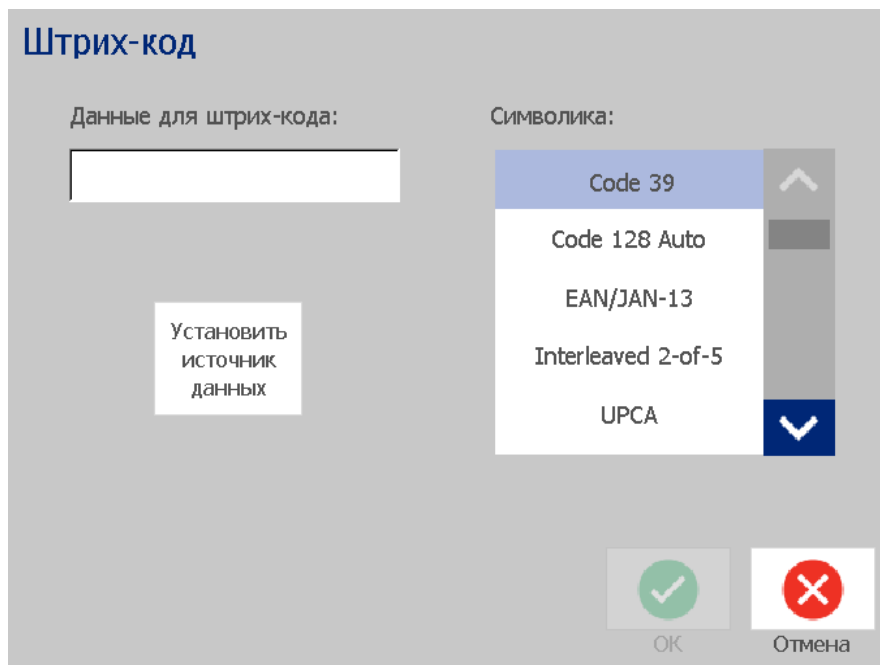 Штрих-код
Данные для штрих-кода:
Символика:
Code 39
Code 128 Auto
EAN/JAN-13
Interleaved 2-of-5
UPCA
Установить
источник
данных
OK
Отмена